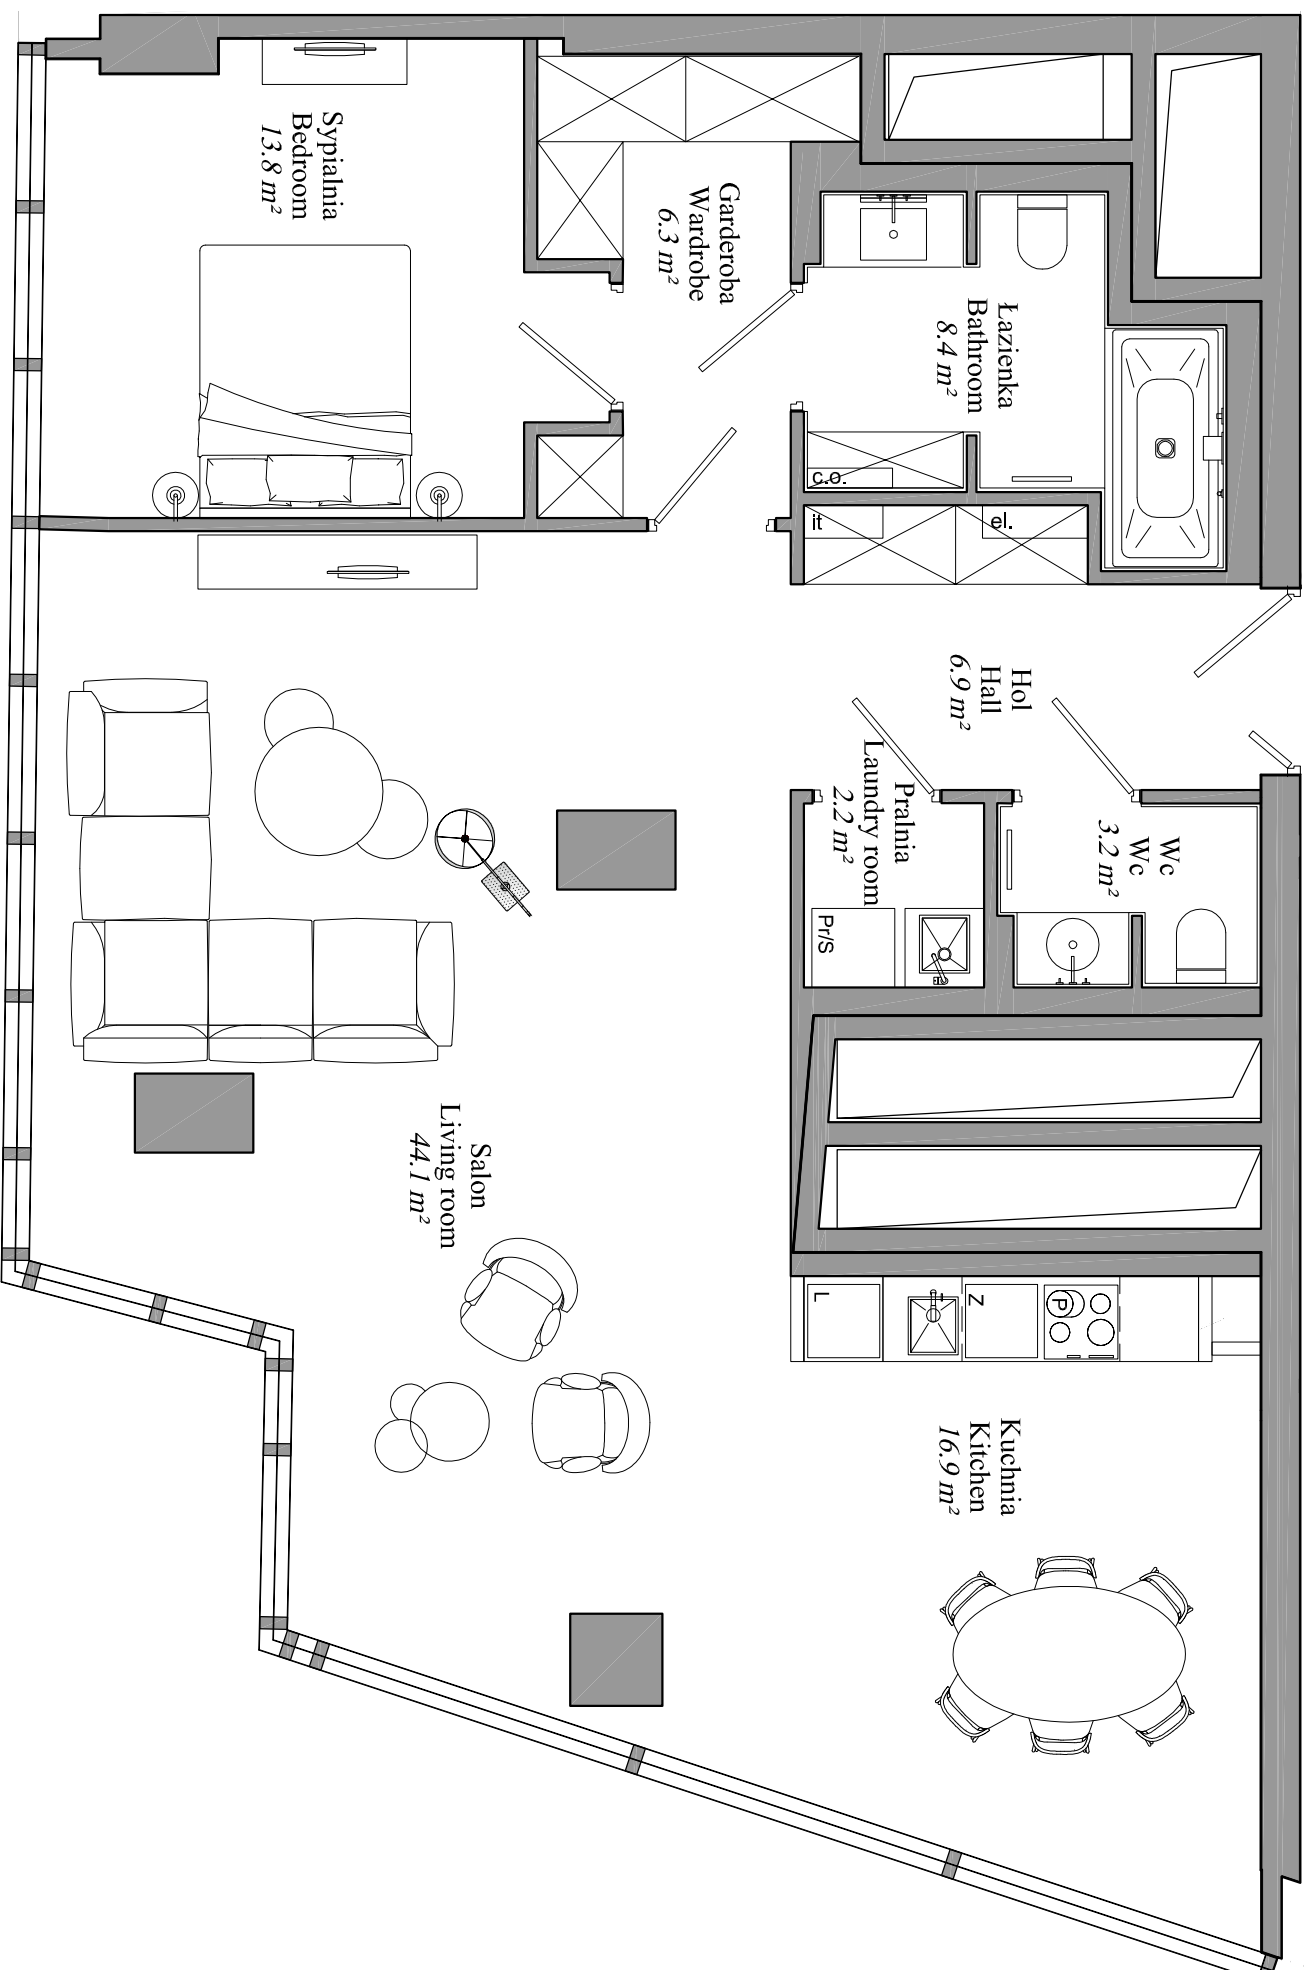 Sypialnia
Bedroom
13.8 m²
Garderoba
Wardrobe
6.3 m²
Łazienka
Bathroom
8.4 m²
c.o.
it
el.
Hol
Hall
6.9 m²
Pralnia
Laundry room
2.2 m²
Pr/S
Wc
Wc
3.2 m²
Salon
Living room
44.1 m²
L
Z
P
Kuchnia
Kitchen
16.9 m²